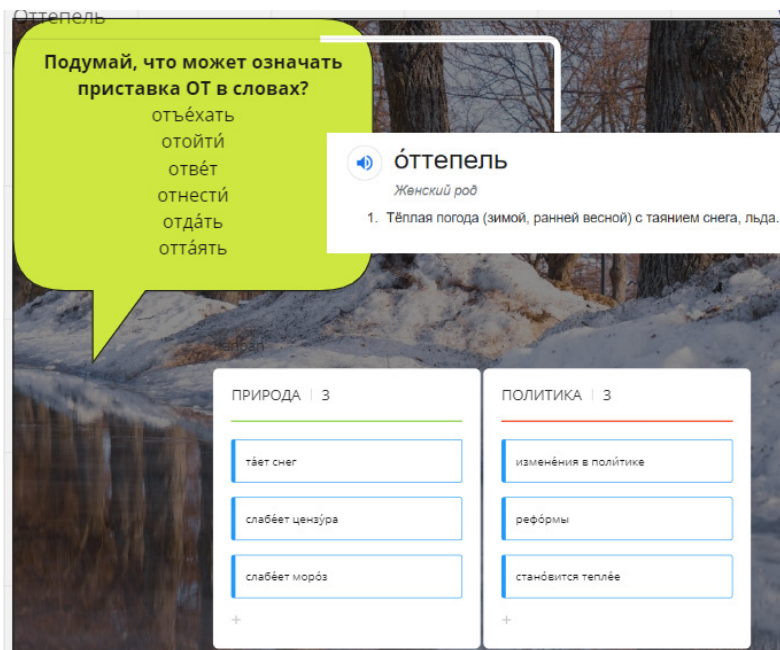 Оттепель
Подумай, что может означать
приставка ОТ в словах?
отъе́хать
отойти́
отве́т
отнести́
отда́ть
отта́ять
о́ттепель
Женский род
1. Тёплая погода (зимой, ранней весной) с таянием снега, льда.
ПРИРОДА | 3
та́ет снег
слабе́ет цензу́ра
слабе́ет моро́з
+
ПОЛИТИКА | 3
измене́ния в поли́тике
рефо́рмы
стано́вится тепле́е
+